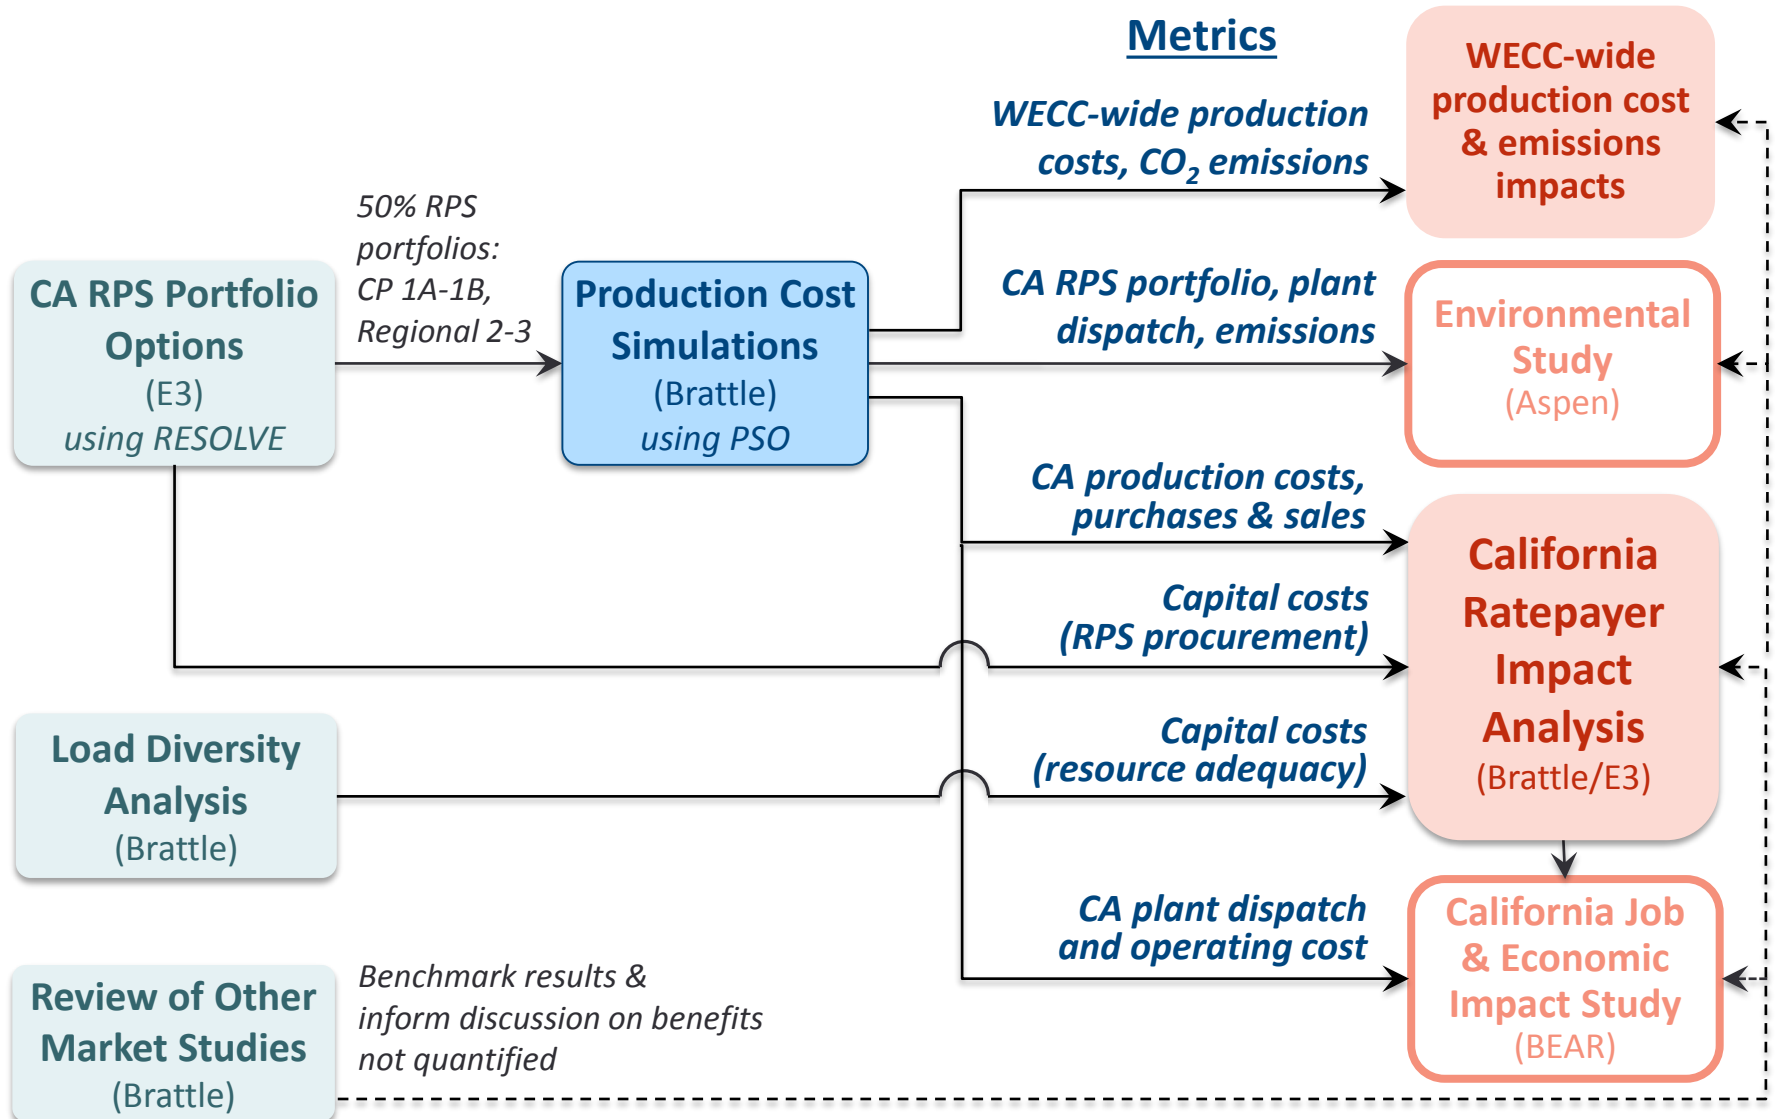 Metrics
WECC-wide production
costs, CO₂ emissions
WECC-wide
production cost
& emissions
impacts
50% RPS
portfolios:
CP 1A-1B,
Regional 2-3
CA RPS Portfolio
Options
(E3)
using RESOLVE
Production Cost
Simulations
(Brattle)
using PSO
CA RPS portfolio, plant
dispatch, emissions
Environmental
Study
(Aspen)
CA production costs,
purchases & sales
Capital costs
(RPS procurement)
Capital costs
(resource adequacy)
California
Ratepayer
Impact
Analysis
(Brattle/E3)
Load Diversity
Analysis
(Brattle)
CA plant dispatch
and operating cost
California Job
& Economic
Impact Study
(BEAR)
Review of Other
Market Studies
(Brattle)
Benchmark results &
inform discussion on benefits
not quantified